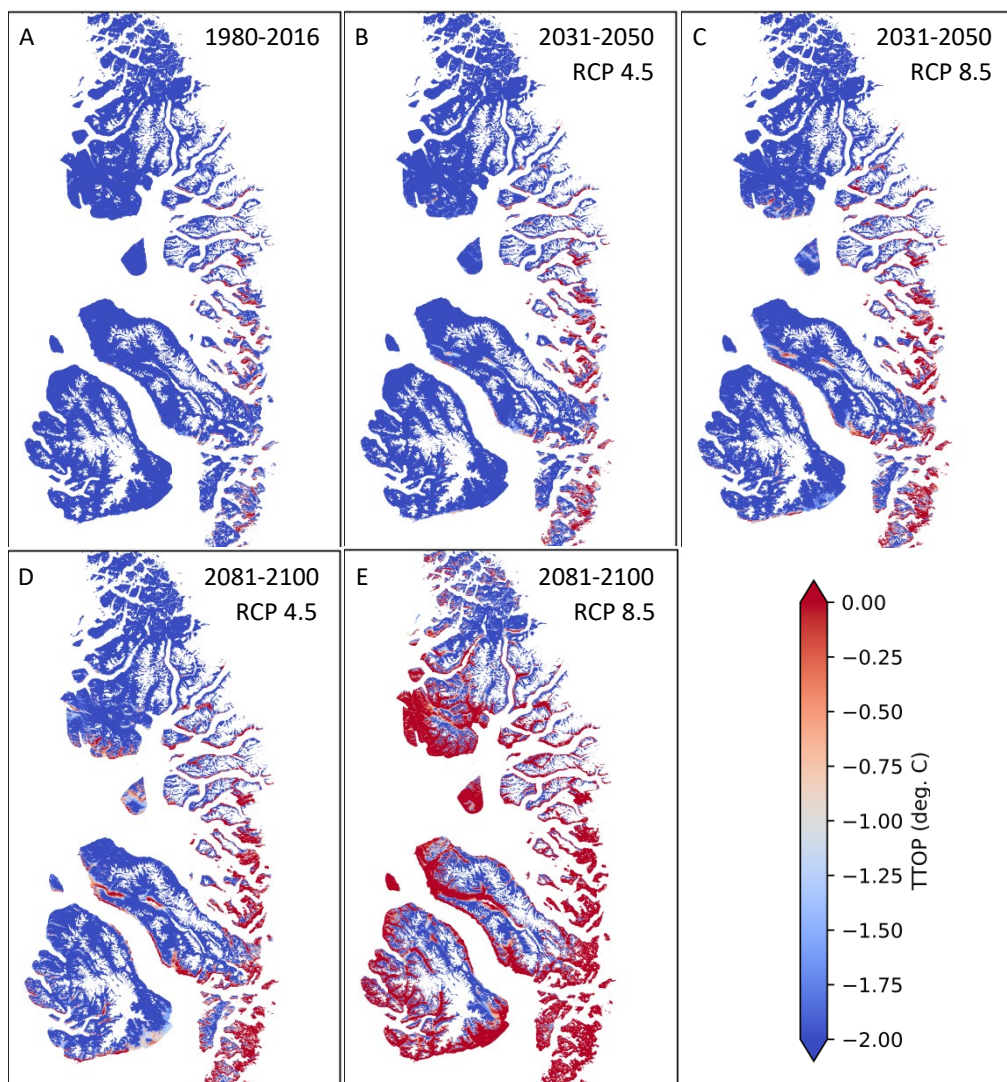 A
1980-2016
B
2031-2050
RCP 4.5
C
2031-2050
RCP 8.5
D
2081-2100
RCP 4.5
E
2081-2100
RCP 8.5
0.00
−0.25
−0.50
−0.75
−1.00
−1.25
−1.50
−1.75
−2.00
TTOP (deg. C)